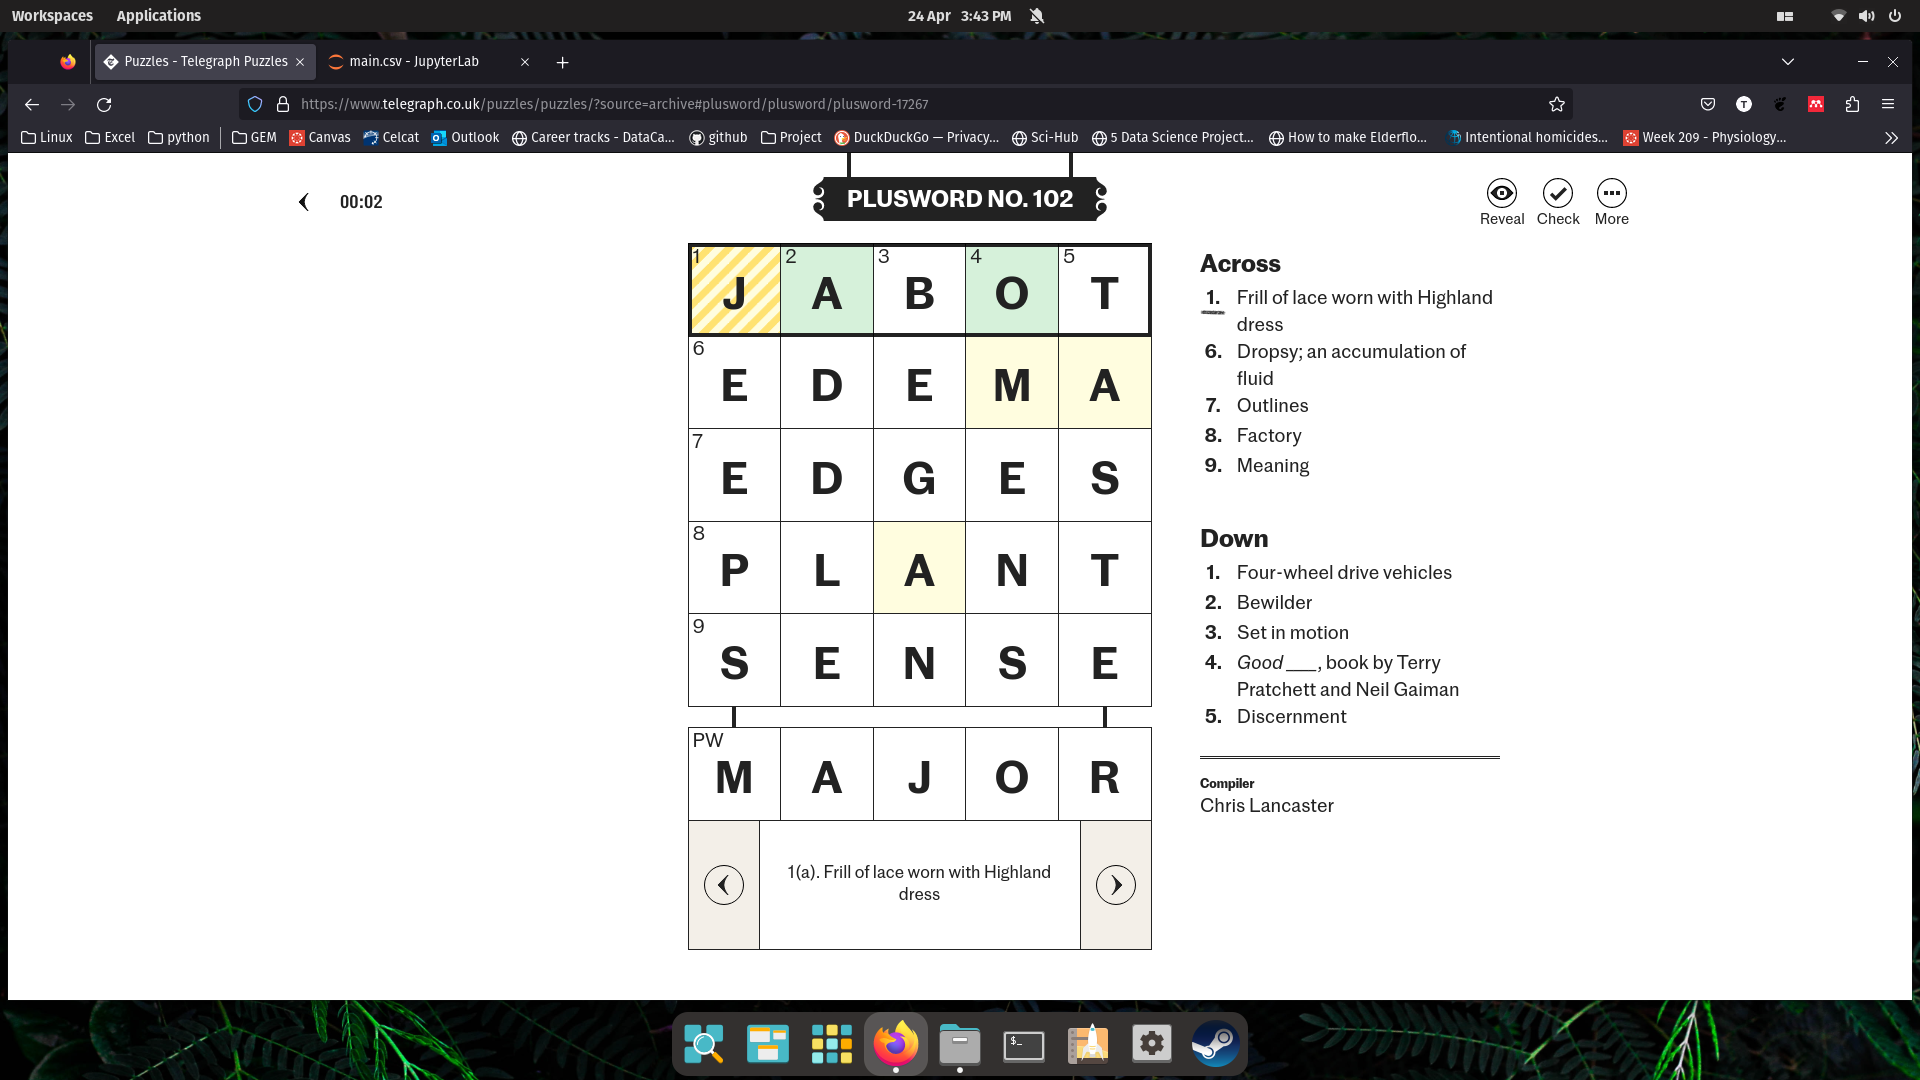 Workspaces Applications 24 Apr 3:43 PM
Puzzles - Telegraph Puzzles main.csv - JupyterLab
https://www.telegraph.co.uk/puzzles/puzzles/?source=archive#plusword/plusword/plusword-17267
Linux Excel python GEM Canvas Celcat Outlook Career tracks - DataCa... github Project DuckDuckGo — Privacy... Sci-Hub 5 Data Science Project... How to make Elderflo... Intentional homicides... Week 209 - Physiology...
00:02
PLUSWORD NO. 102
Reveal Check More
1 J 2 A 3 B 4 O 5 T
6 E D E M A
7 E D G E S
8 P L A N T
9 S E N S E
PW M A J O R
1(a). Frill of lace worn with Highland
dress
Across
1. Frill of lace worn with Highland
dress
6. Dropsy; an accumulation of
fluid
7. Outlines
8. Factory
9. Meaning
Down
1. Four-wheel drive vehicles
2. Bewilder
3. Set in motion
4. Good ___, book by Terry
Pratchett and Neil Gaiman
5. Discernment
Compiler
Chris Lancaster